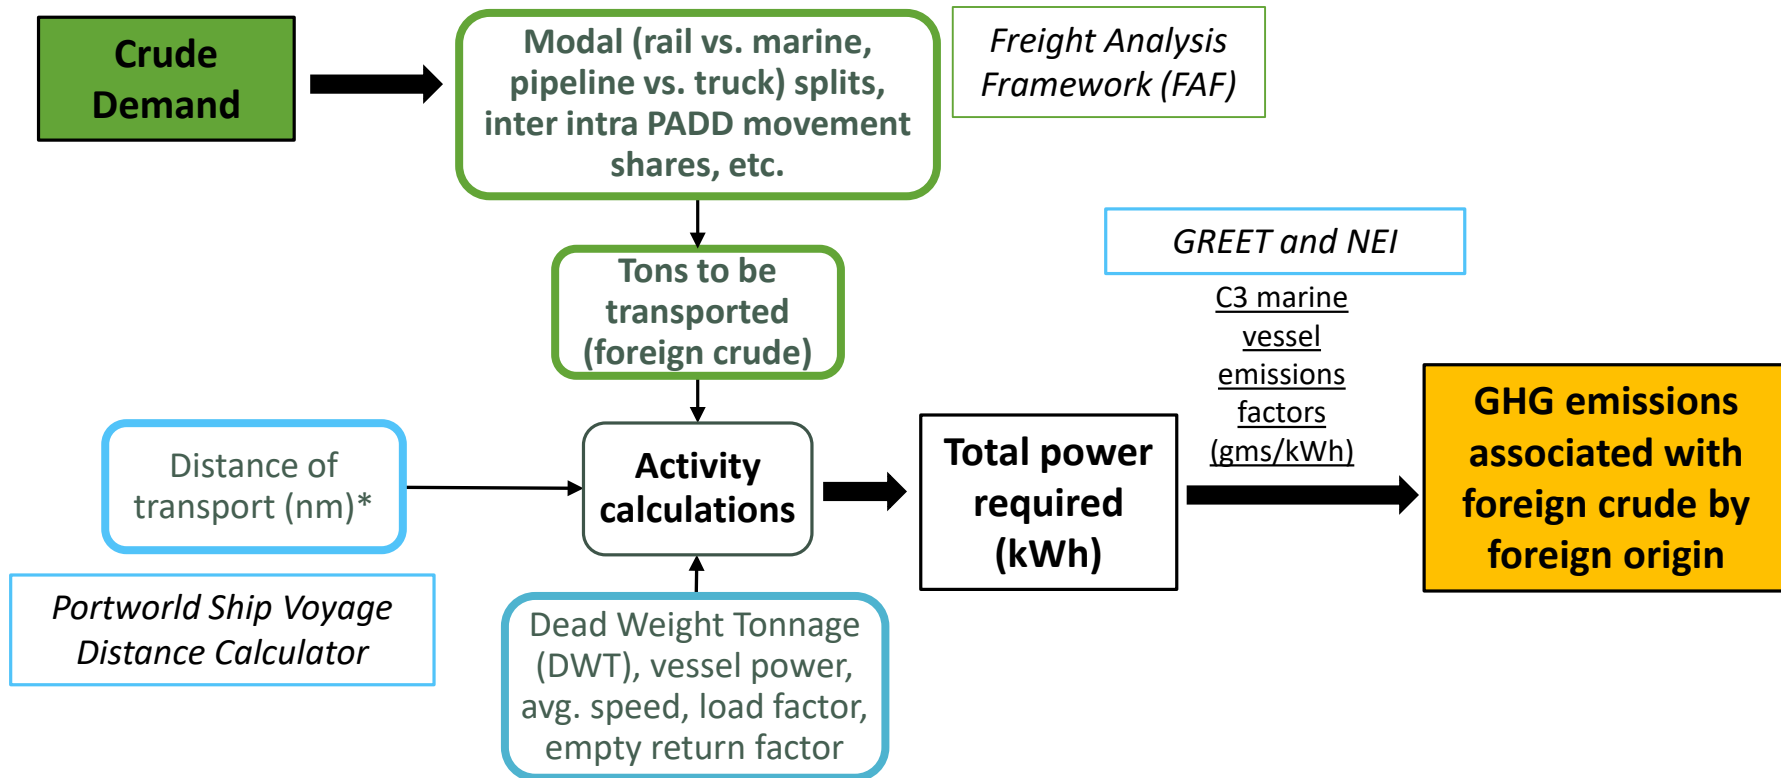 Crude
Demand
Modal (rail vs. marine,
pipeline vs. truck) splits,
inter intra PADD movement
shares, etc.
Freight Analysis
Framework (FAF)
Tons to be
transported
(foreign crude)
GREET and NEI
C3 marine
vessel
emissions
factors
(gms/kWh)
Distance of
transport (nm)*
Activity
calculations
Total power
required
(kWh)
GHG emissions
associated with
foreign crude by
foreign origin
Portworld Ship Voyage
Distance Calculator
Dead Weight Tonnage
(DWT), vessel power,
avg. speed, load factor,
empty return factor